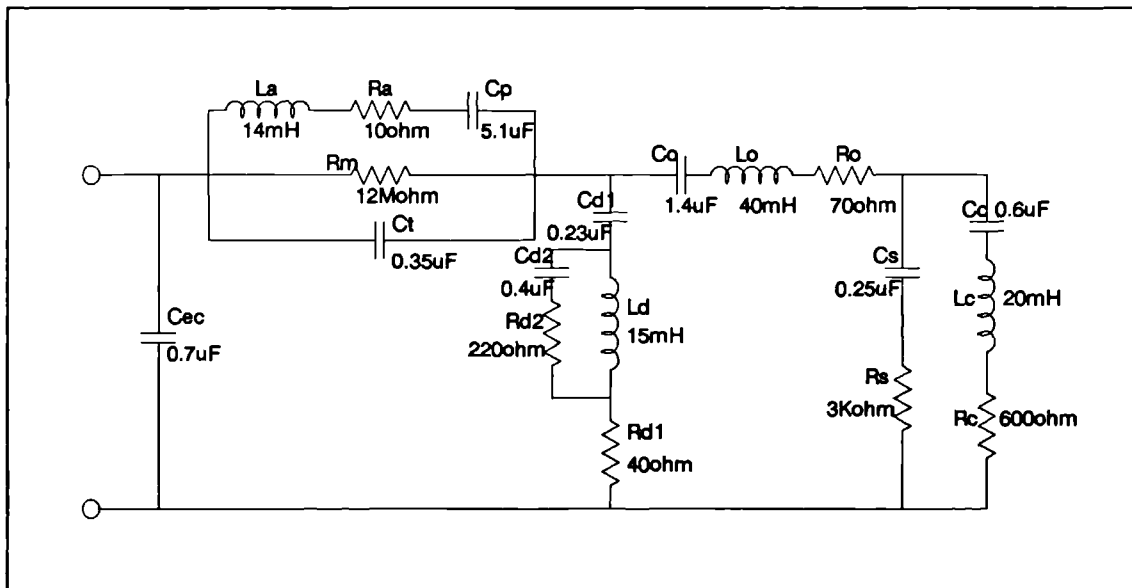 La
14mH
Ra
10ohm
Cp
5.1uF
Rm
12Mohm
Ct
0.35uF
Cec
0.7uF
Cd1
0.23uF
Cd2
0.4uF
Rd2
220ohm
Ld
15mH
Rd1
40ohm
Co
1.4uF
Lo
40mH
Ro
70ohm
Cs
0.25uF
Rs
3Kohm
Cc 0.6uF
Lc
20mH
Rc
600ohm